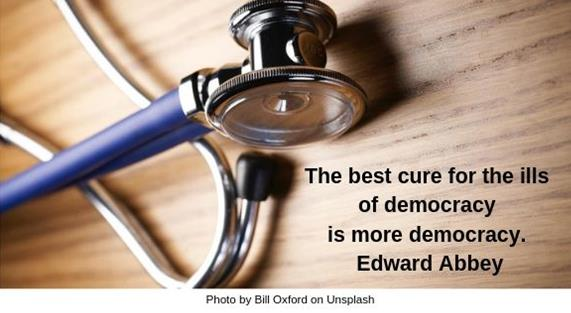 The best cure for the ills
of democracy
is more democracy.
Edward Abbey
Photo by Bill Oxford on Unsplash